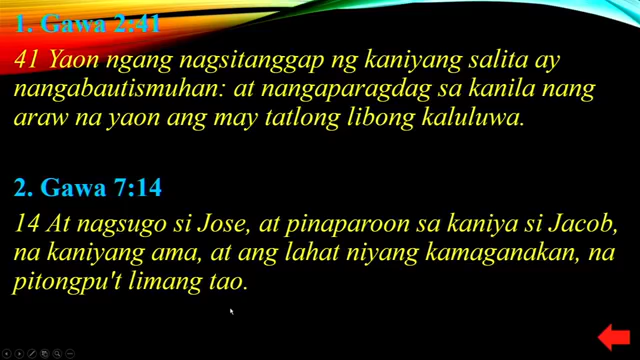 1. Gawa 2:41
41 Yaon ngang nagsitanggap ng kaniyang salita ay
nangabautismuhan: at nangaparagdag sa kanila nang
araw na yaon ang may tatlong libong kaluluwa.
2. Gawa 7:14
14 At nagsugo si Jose, at pinaparoon sa kaniya si Jacob,
na kaniyang ama, at ang lahat niyang kamaganakan, na
pitongpu't limang tao.